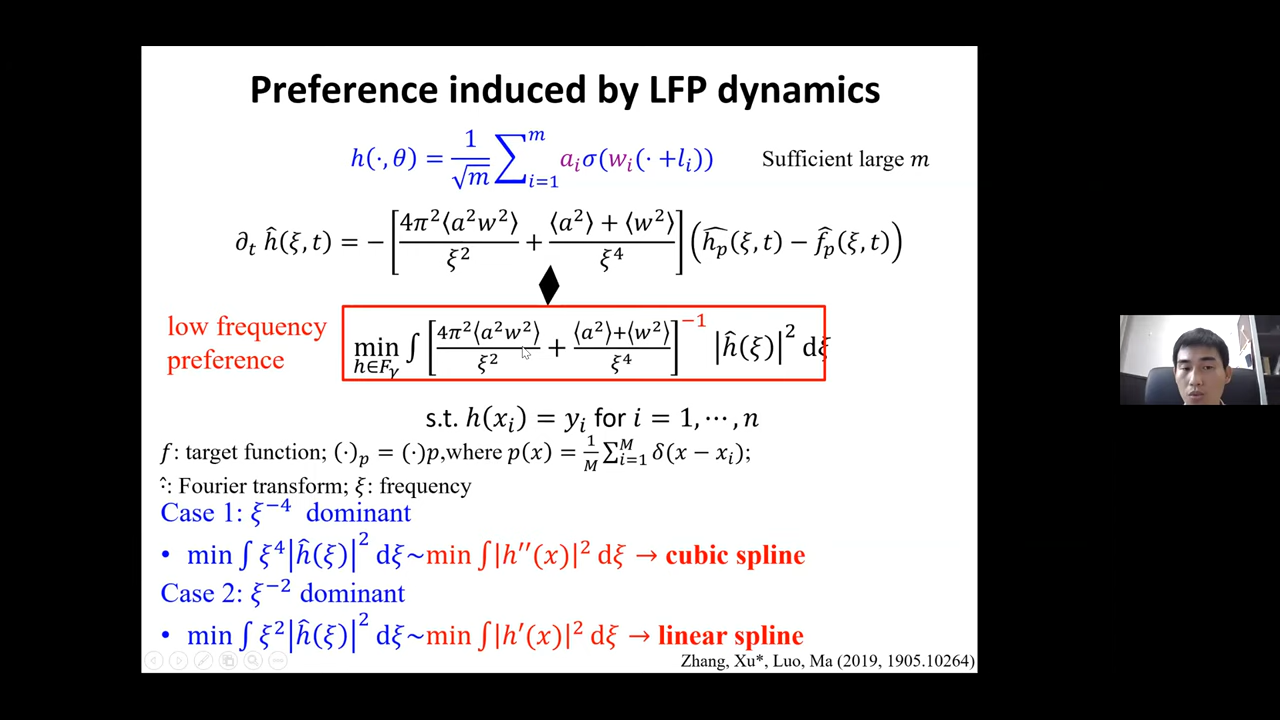 Preference induced by LFP dynamics
h(·, θ) = 1/√m ∑_{i=1}^{m} a_i σ(w_i(· +l_i)) Sufficient large m
∂_t ĥ(ξ, t) = − [4π²⟨a²w²⟩/ξ² + (⟨a²⟩ + ⟨w²⟩)/ξ⁴] (ĥ_p(ξ, t) − f̂_p(ξ, t))
low frequency preference
min_{h∈F_γ} ∫ [4π²⟨a²w²⟩/ξ² + (⟨a²⟩+⟨w²⟩)/ξ⁴]^{−1} |ĥ(ξ)|² dξ
s.t. h(x_i) = y_i for i = 1, ⋯, n
f: target function; (·)_p = (·)p,where p(x) = 1/M ∑_{i=1}^{M} δ(x − x_i);
^: Fourier transform; ξ: frequency
Case 1: ξ^{−4} dominant
• min ∫ ξ⁴|ĥ(ξ)|² dξ~min ∫|h′′(x)|² dξ → cubic spline
Case 2: ξ^{−2} dominant
• min ∫ ξ²|ĥ(ξ)|² dξ~min ∫|h′(x)|² dξ → linear spline
Zhang, Xu*, Luo, Ma (2019, 1905.10264)